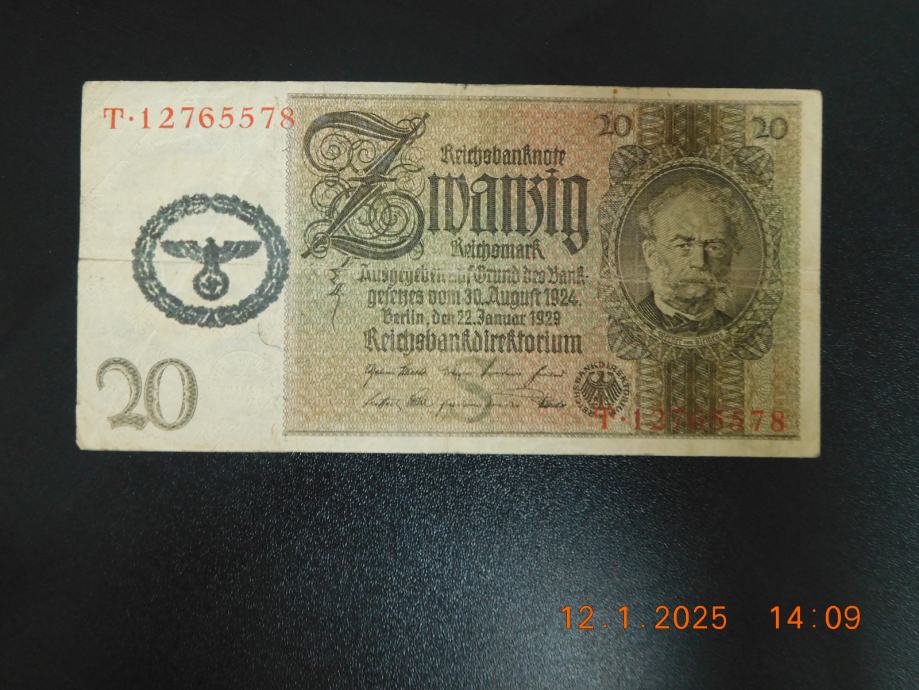 T·12765578
20 20
Reichsbanknote
Zwanzig
Reichsmark
Ausgegeben auf Grund des Bank-
gesetzes vom 30. August 1924
Berlin, den 22. Januar 1929
Reichsbankdirektorium
20
S
T·12765578
12. 1. 2025 14:09